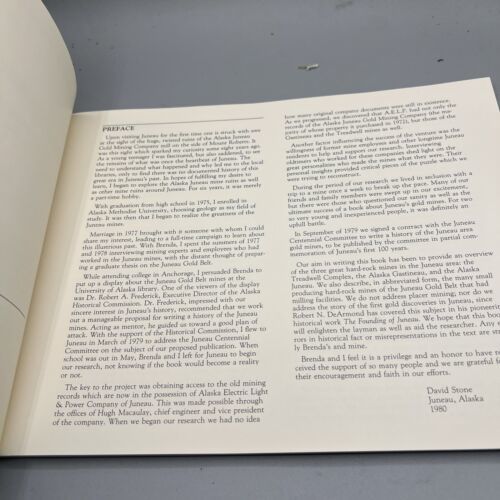 PREFACE
Upon visiting Juneau for the first time one is struck with awe
at the sight of the huge, ruined ruins of the Alaska Juneau
Gold Mining Company mill on the side of Mount Roberts. It
was this sight which sparked my curiosity some eight years ago.
As a young teenager I was fascinated, but also saddened, to see
the remains of what was once the heartbeat of Juneau. The
need to understand what happened and why led me to the local
libraries, only to find there was no documented history of this
great era in Juneau's past. In hopes of fulfilling my desire to
learn, I began to explore the Alaska Juneau mine ruins as well
as other mine ruins around Juneau. For six years, it was merely
a part-time hobby.
With graduation from high school in 1975, I enrolled in
Alaska Methodist University, choosing geology as my field of
study. It was then that I began to realize the greatness of the
Juneau mines.
Marriage in 1977 brought with it someone with whom I could
share my interest, leading to a full-time campaign to learn about
this illustrious past. With Brenda, I spent the summers of 1977
and 1978 interviewing mining experts and employees who had
worked in the Juneau mines, with the distant thought of prepar-
ing a graduate thesis on the Juneau Gold Belt.
While attending college in Anchorage, I persuaded Brenda to
put up a display about the Juneau Gold Belt mines at the
University of Alaska library. One of the viewers of the display
was Dr. Robert A. Frederick, Executive Director of the Alaska
Historical Commission. Dr. Frederick, impressed with our
sincere interest in Juneau's history, recommended that we work
out a manageable proposal for writing a history of the Juneau
mines. Acting as mentor, he guided us toward a good plan of
attack. With the support of the Historical Commission, I flew to
Juneau in March of 1979 to address the Juneau Centennial
Committee on the subject of our proposed publication. When
school was out in May, Brenda and I left for Juneau to begin
our research, not knowing if the book would become a reality
or not.
The key to the project was obtaining access to the old mining
records which are now in the possession of Alaska Electric Light
& Power Company of Juneau. This was made possible through
the offices of Hugh Macaulay, chief engineer and vice president
of the company. When we began our research we had no idea
how many original company documents were still in existence.
As we progressed, we discovered that A.E.L.P. had not only the
records of the Alaska Juneau Gold Mining Company (the ma-
jority of whose property it purchased in 1972), but those of the
Gastineau and the Treadwell mines as well.
Another factor influencing the success of the venture was the
willingness of former mine employees and other longtime Juneau
residents to help and support our research. Interviewing
oldtimers who worked for these companies shed light on the
great personalities who made the mines what they were. Their
personal insights provided critical pieces of the puzzle which we
were trying to reconstruct.
During the period of our research we lived in seclusion with a
trip to a mine once a week to break up the pace. Many of our
friends and family members were swept up in our excitement,
but there were those who questioned our sanity as well as the
ultimate success of a book about Juneau's gold mines. For two
so very young and inexperienced people, it was definitely an
uphill battle.
In September of 1979 we signed a contract with the Juneau
Centennial Committee to write a history of the Juneau area
gold mines, to be published by the committee in partial com-
memoration of Juneau's first 100 years.
Our aim in writing this book has been to provide an overview
of the three great hard-rock mines in the Juneau area: the
Treadwell Complex, the Alaska Gastineau, and the Alaska
Juneau. We also describe, in abbreviated form, the many small
producing hard-rock mines of the Juneau Gold Belt that had
milling facilities. We do not address placer mining, nor do we
address the story of the first gold discoveries in Juneau, since
Robert N. DeArmond has covered this subject in his pioneer
historical work The Founding of Juneau. We hope that this book
will enlighten the layman as well as aid the researcher. Any er-
rors in historical fact or misrepresentations in the text are strict-
ly Brenda's and mine.
Brenda and I feel it is a privilege and an honor to have re-
ceived the support of so many people and we are grateful for
their encouragement and faith in our efforts.
David Stone
Juneau, Alaska
1980